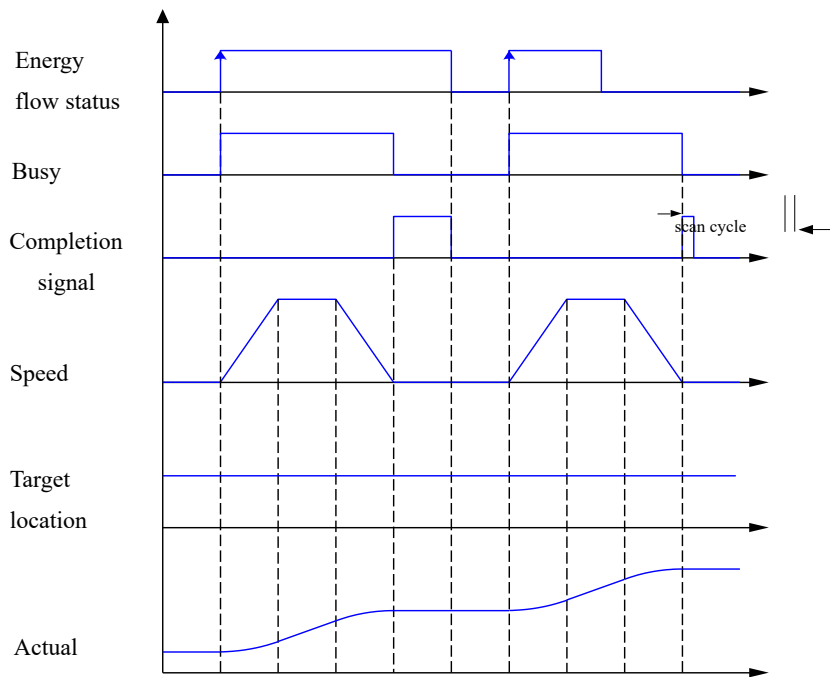 Energy
flow status
Busy
Completion
signal
scan cycle
Speed
Target
location
Actual